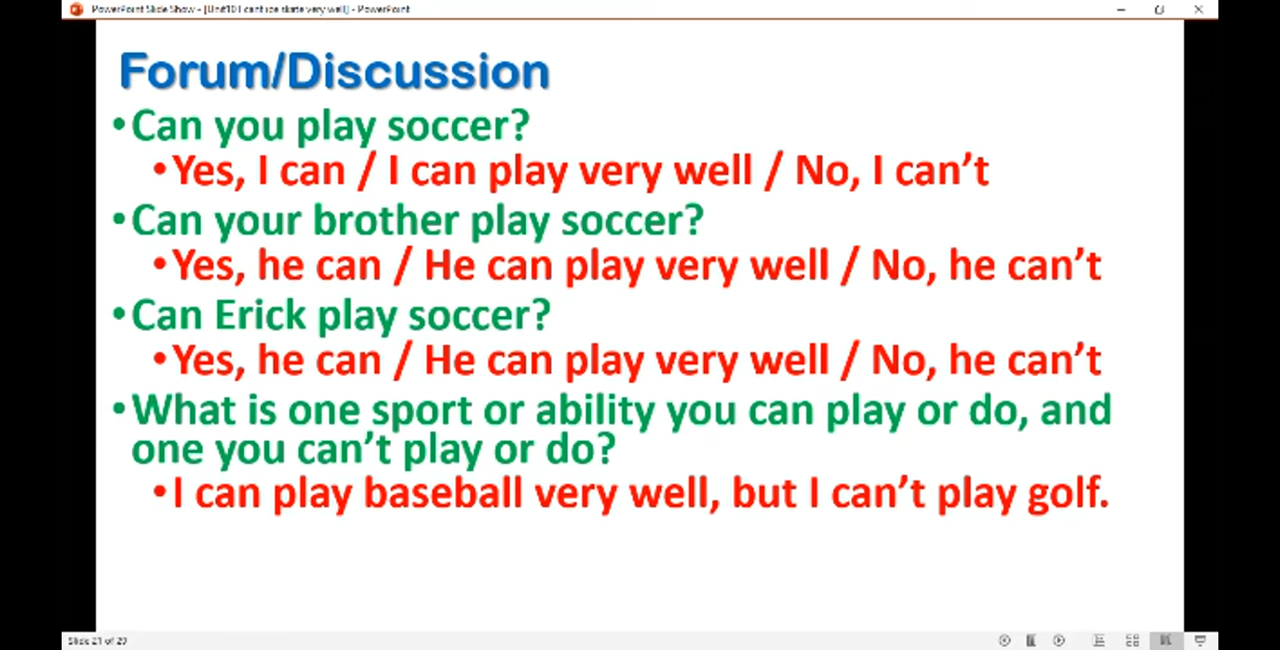 PowerPoint Slide Show - [Unit10 I cant ice skate very well] - PowerPoint
Forum/Discussion
•Can you play soccer?
•Yes, I can / I can play very well / No, I can’t
•Can your brother play soccer?
•Yes, he can / He can play very well / No, he can’t
•Can Erick play soccer?
•Yes, he can / He can play very well / No, he can’t
•What is one sport or ability you can play or do, and
one you can’t play or do?
•I can play baseball very well, but I can’t play golf.
Slide 21 of 29